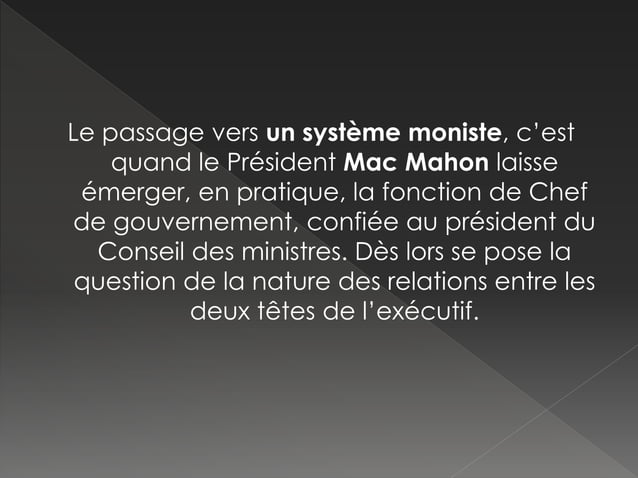 Le passage vers un système moniste, c’est
quand le Président Mac Mahon laisse
émerger, en pratique, la fonction de Chef
de gouvernement, confiée au président du
Conseil des ministres. Dès lors se pose la
question de la nature des relations entre les
deux têtes de l’exécutif.